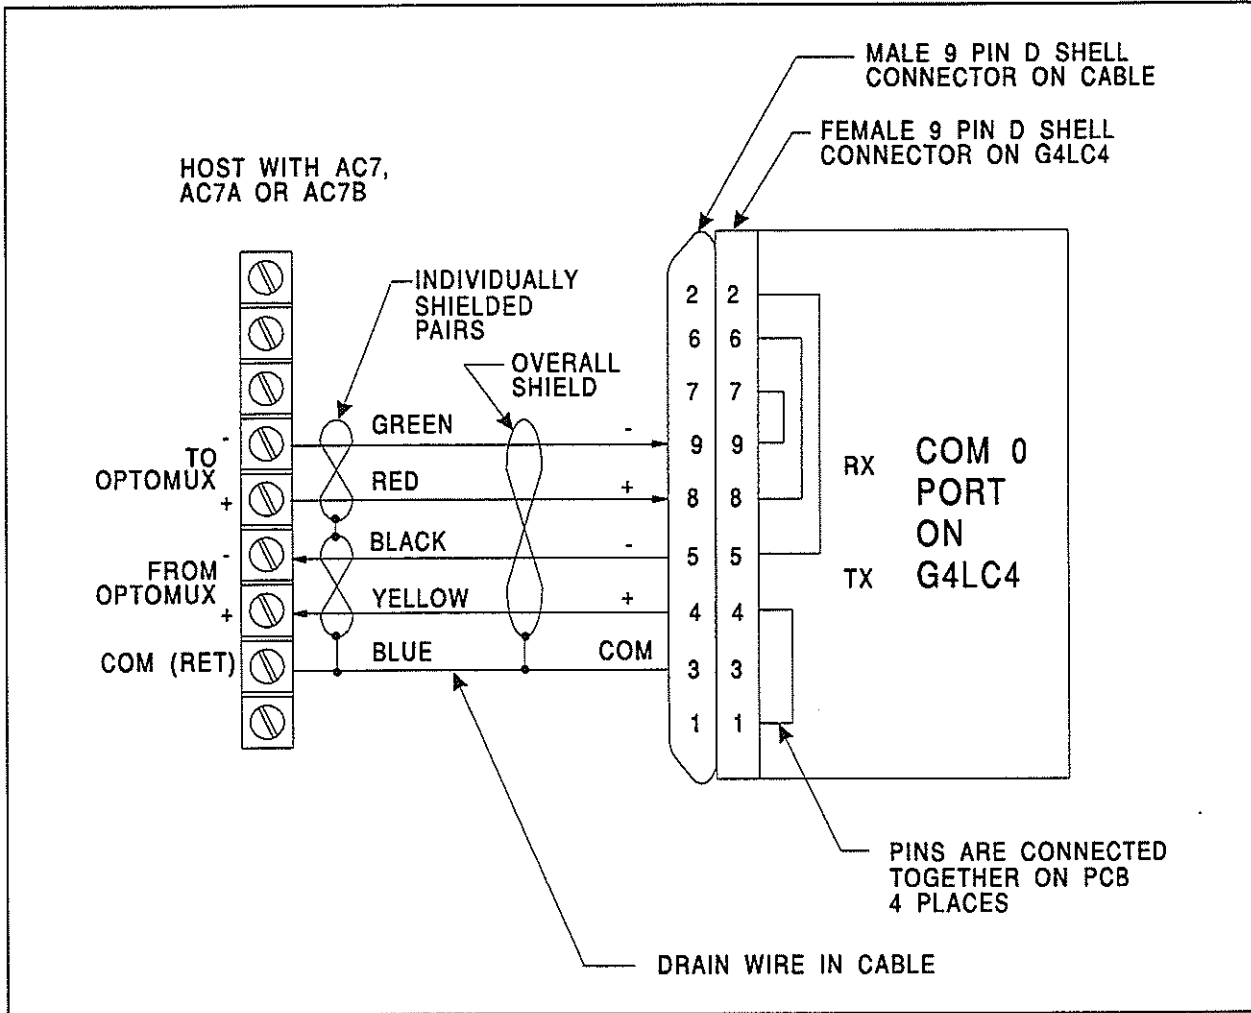 MALE 9 PIN D SHELL
CONNECTOR ON CABLE
FEMALE 9 PIN D SHELL
CONNECTOR ON G4LC4
HOST WITH AC7,
AC7A OR AC7B
INDIVIDUALLY
SHIELDED
PAIRS
OVERALL
SHIELD
2 2
6 6
7 7
- GREEN - 9 9
TO
OPTOMUX
+ RED + 8 8
RX
- BLACK - 5 5
FROM
OPTOMUX
+ YELLOW + 4 4
TX
COM (RET) BLUE COM 3 3
1 1
COM 0
PORT
ON
G4LC4
PINS ARE CONNECTED
TOGETHER ON PCB
4 PLACES
DRAIN WIRE IN CABLE